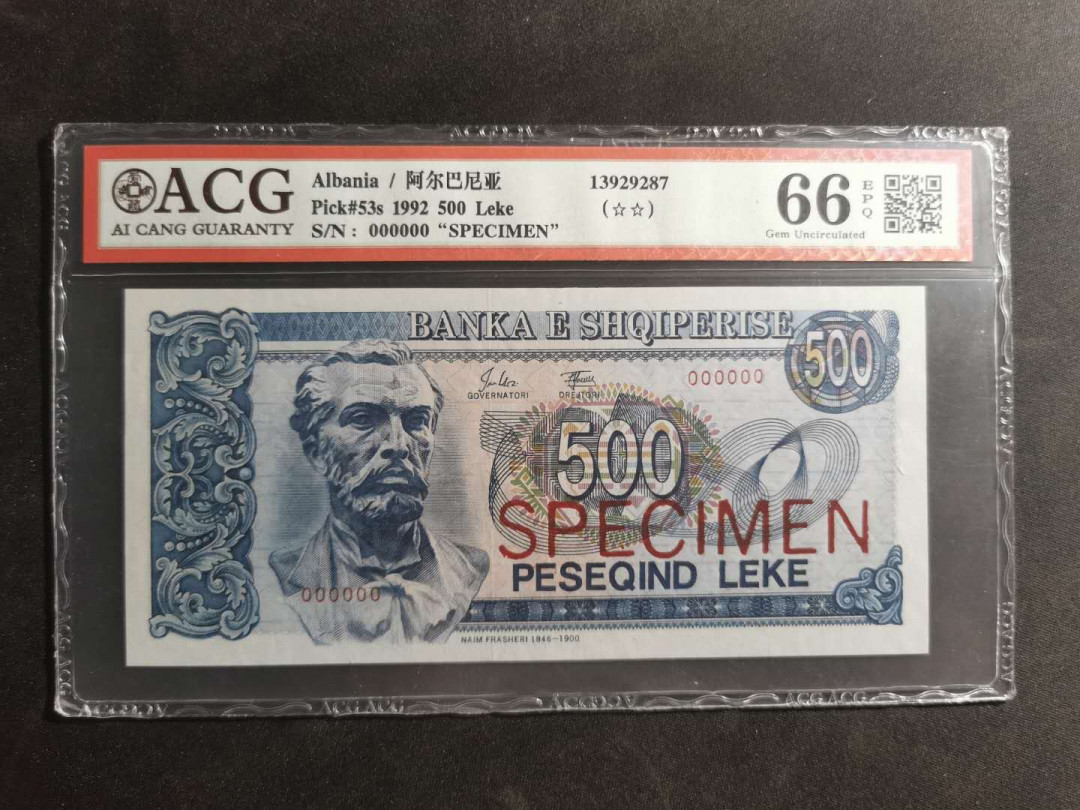 ACG
AI CANG GUARANTY
Albania / 阿尔巴尼亚
Pick#53s 1992 500 Leke
S/N : 000000 “SPECIMEN”
13929287
(☆☆)
66
EPQ
Gem Uncirculated
BANKA E SHQIPERISE
500
GOVERNATORI
DREJTORI
000000
500
SPECIMEN
PESEQIND LEKE
000000
NAIM FRASHERI 1846–1900